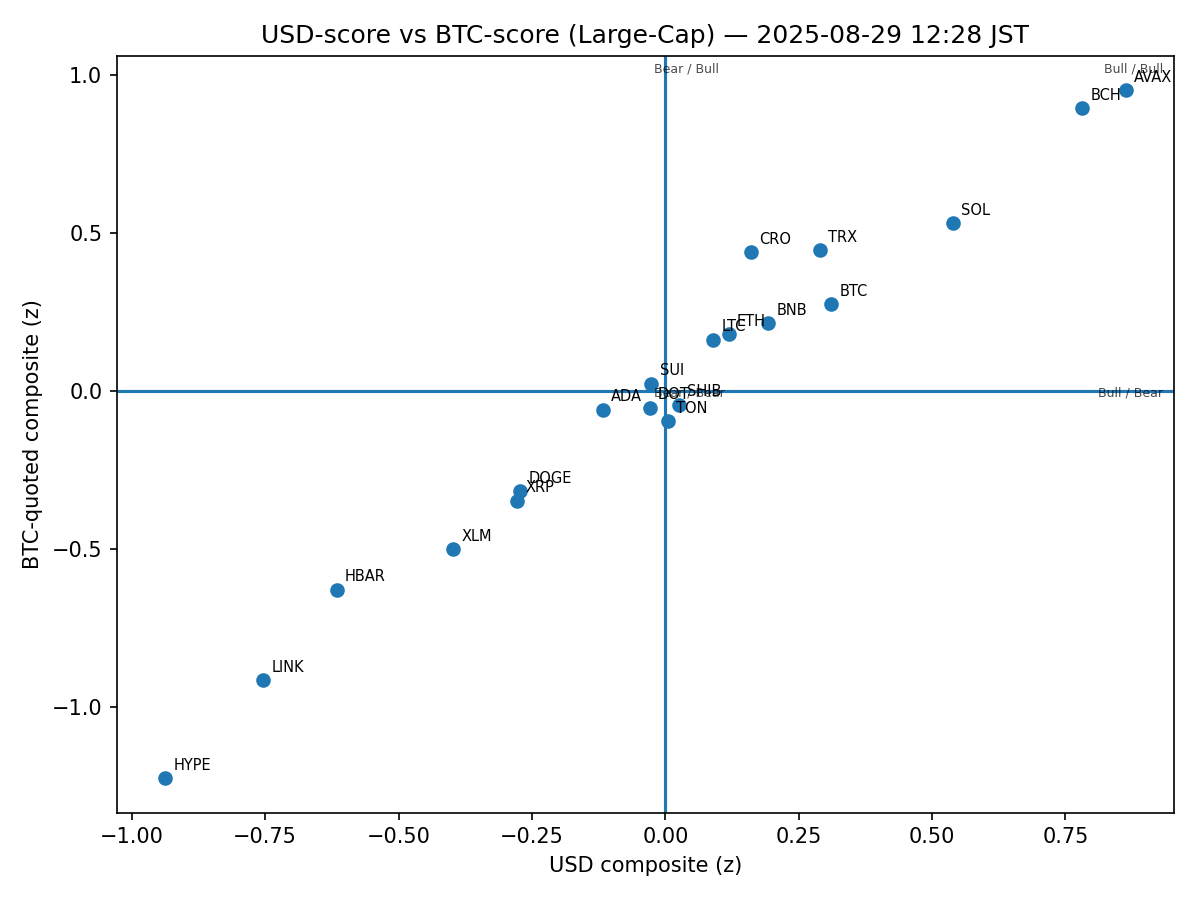 USD-score vs BTC-score (Large-Cap) — 2025-08-29 12:28 JST
Bear / Bull
Bull / Bull
AVAX
BCH
SOL
CRO
TRX
BTC
BNB
ETH
LTC
SUI
ADA
DOT
SHIB
TON
Bull / Bear
DOGE
XRP
XLM
HBAR
LINK
HYPE
1.0
0.5
0.0
−0.5
−1.0
BTC-quoted composite (z)
−1.00
−0.75
−0.50
−0.25
0.00
0.25
0.50
0.75
USD composite (z)